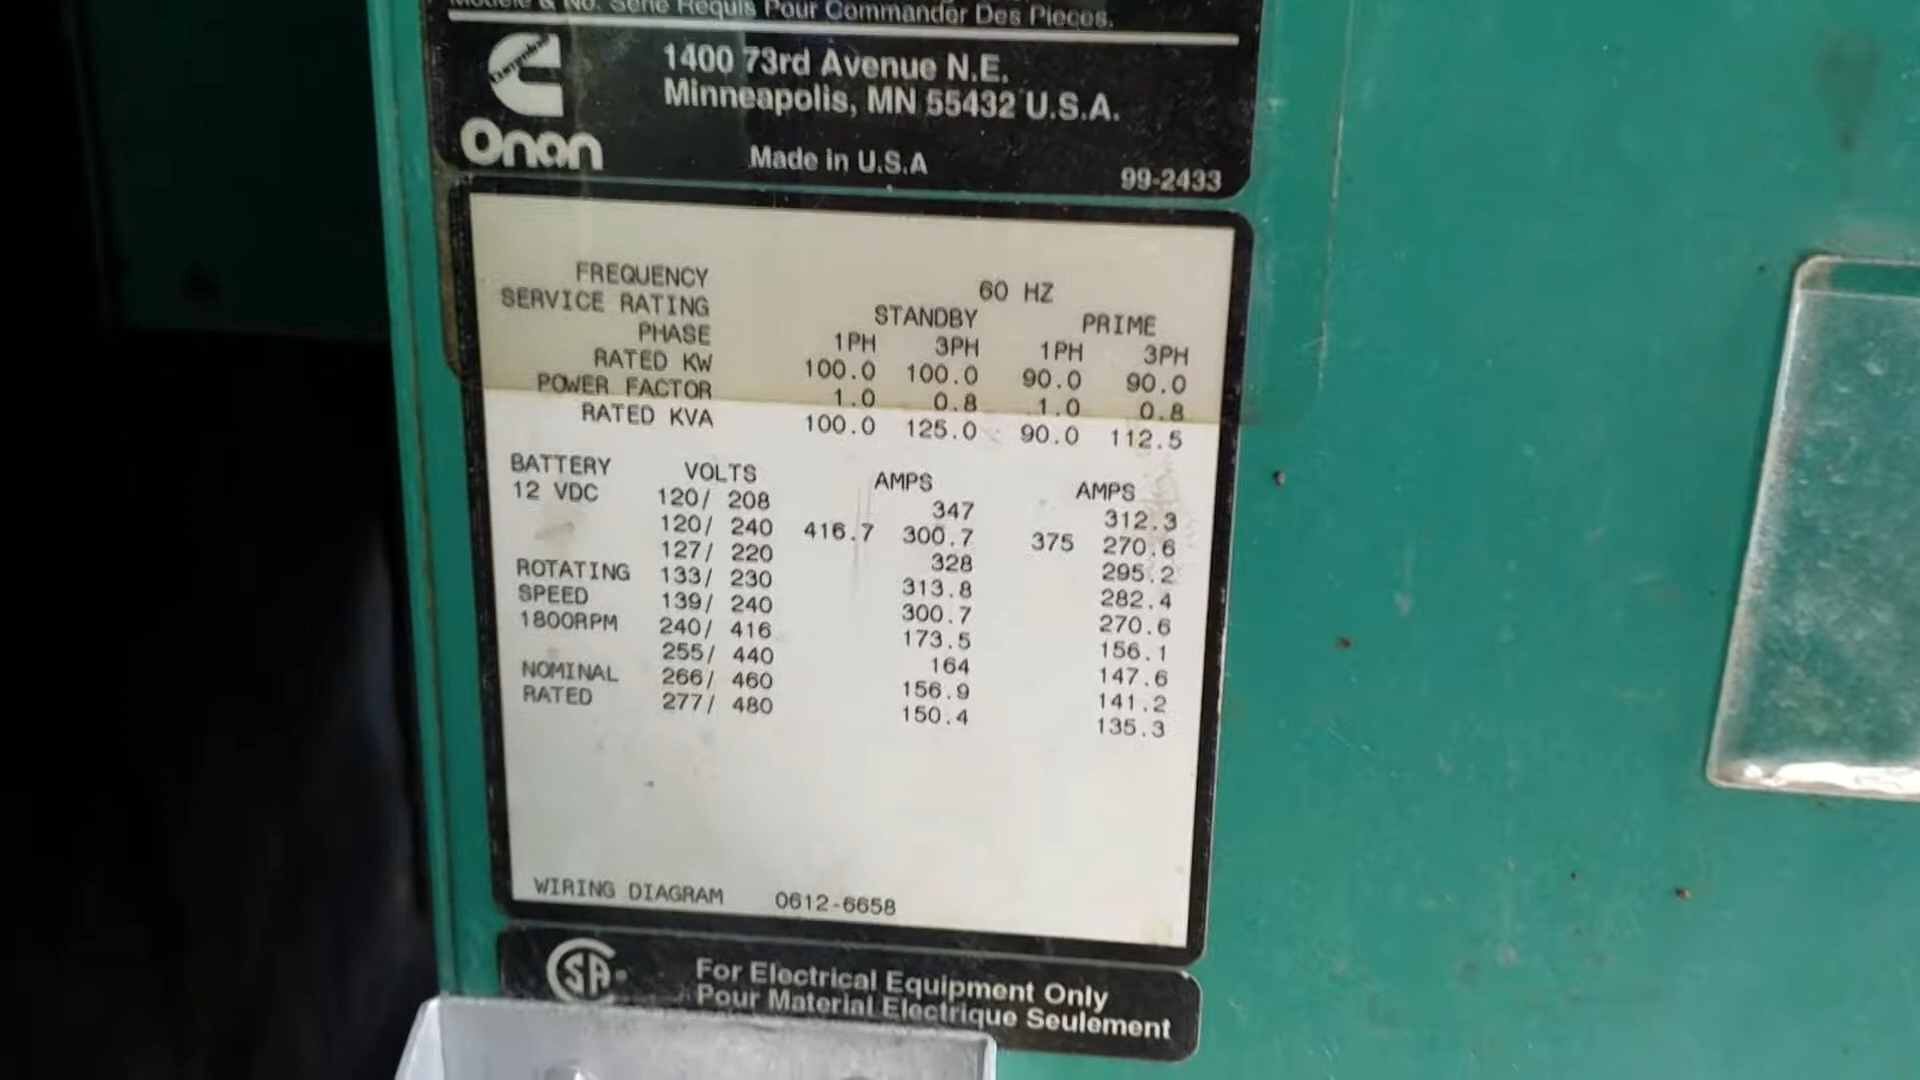 Modele & No. Serie Requis Pour Commander Des Pieces.
1400 73rd Avenue N.E.
Minneapolis, MN 55432 U.S.A.
Onan
Made in U.S.A
99-2433
FREQUENCY 60 HZ
SERVICE RATING STANDBY PRIME
PHASE 1PH 3PH 1PH 3PH
RATED KW 100.0 100.0 90.0 90.0
POWER FACTOR 1.0 0.8 1.0 0.8
RATED KVA 100.0 125.0 90.0 112.5
BATTERY VOLTS AMPS AMPS
12 VDC 120/ 208 347 312.3
120/ 240 416.7 300.7 375 270.6
127/ 220 328 295.2
ROTATING 133/ 230 313.8 282.4
SPEED 139/ 240 300.7 270.6
1800RPM 240/ 416 173.5 156.1
255/ 440 164 147.6
NOMINAL 266/ 460 156.9 141.2
RATED 277/ 480 150.4 135.3
WIRING DIAGRAM 0612-6658
For Electrical Equipment Only
Pour Material Electrique Seulement